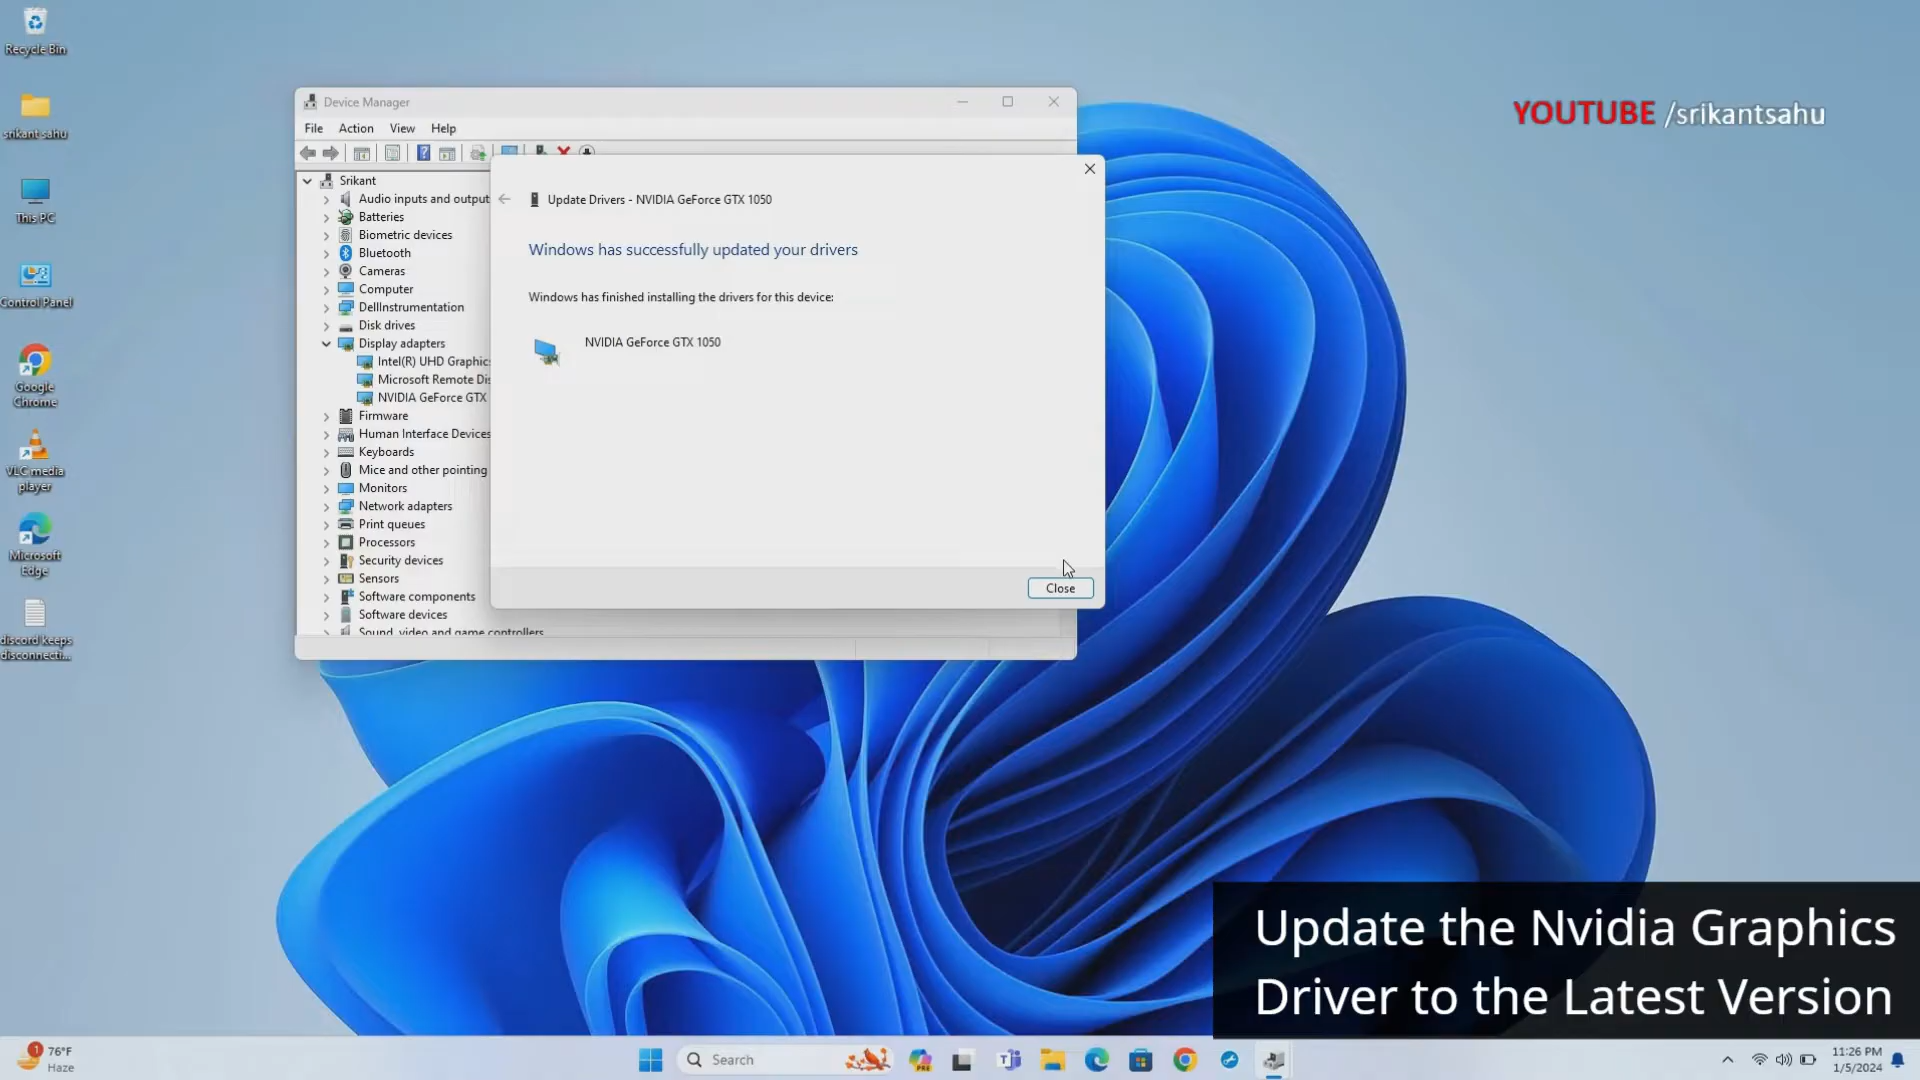 Recycle Bin
srikant sahu
This PC
Control Panel
Google
Chrome
VLC media
player
Microsoft
Edge
discord keeps
disconnecti...
YOUTUBE /srikantsahu
Device Manager
File Action View Help
Srikant
Audio inputs and output
Batteries
Biometric devices
Bluetooth
Cameras
Computer
DellInstrumentation
Disk drives
Display adapters
Intel(R) UHD Graphics
Microsoft Remote Dis
NVIDIA GeForce GTX
Firmware
Human Interface Devices
Keyboards
Mice and other pointing
Monitors
Network adapters
Print queues
Processors
Security devices
Sensors
Software components
Software devices
Sound, video and game controllers
Update Drivers - NVIDIA GeForce GTX 1050
Windows has successfully updated your drivers
Windows has finished installing the drivers for this device:
NVIDIA GeForce GTX 1050
Close
Update the Nvidia Graphics
Driver to the Latest Version
1
76°F
Haze
Search
PRE
11:26 PM
1/5/2024